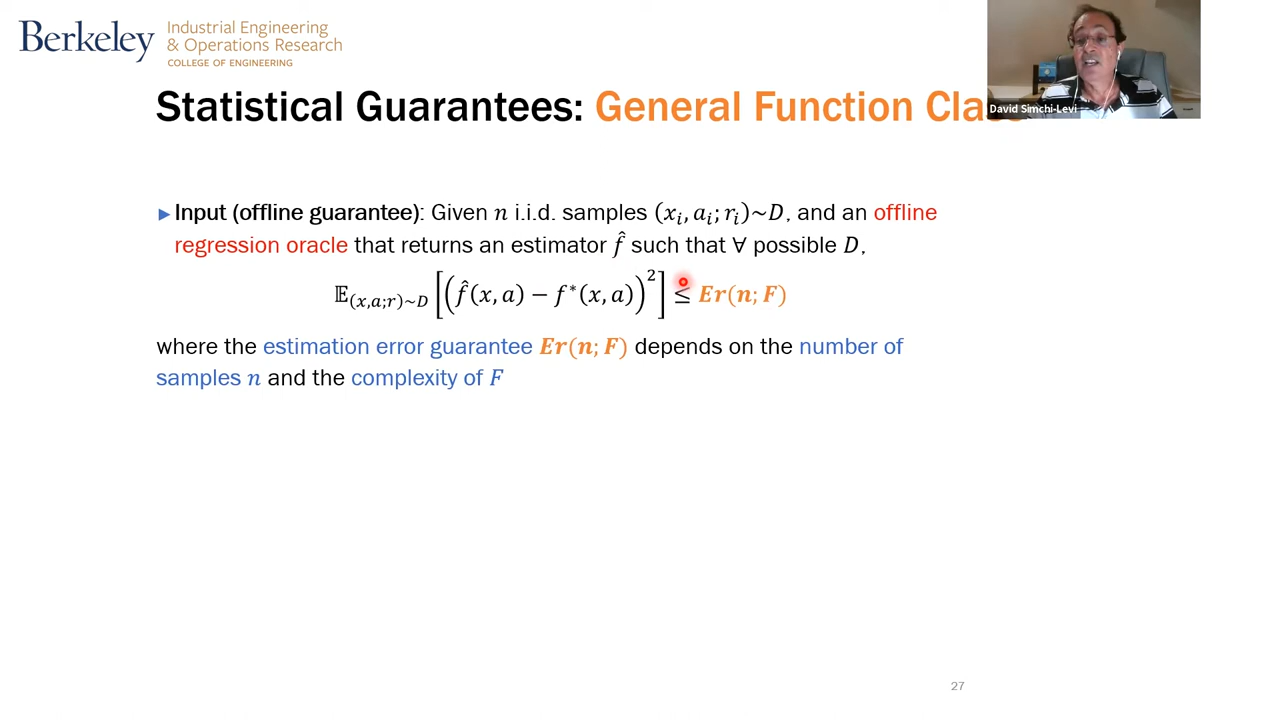 Berkeley
Industrial Engineering
& Operations Research
COLLEGE OF ENGINEERING
David Simchi-Levi
Statistical Guarantees: General Function
▶Input (offline guarantee): Given n i.i.d. samples (xᵢ, aᵢ; rᵢ)~D, and an offline
regression oracle that returns an estimator f̂ such that ∀ possible D,
𝔼₍ₓ,ₐ;ᵣ₎~D [(f̂(x, a) − f*(x, a))²] ≤ Er(n; F)
where the estimation error guarantee Er(n; F) depends on the number of
samples n and the complexity of F
27